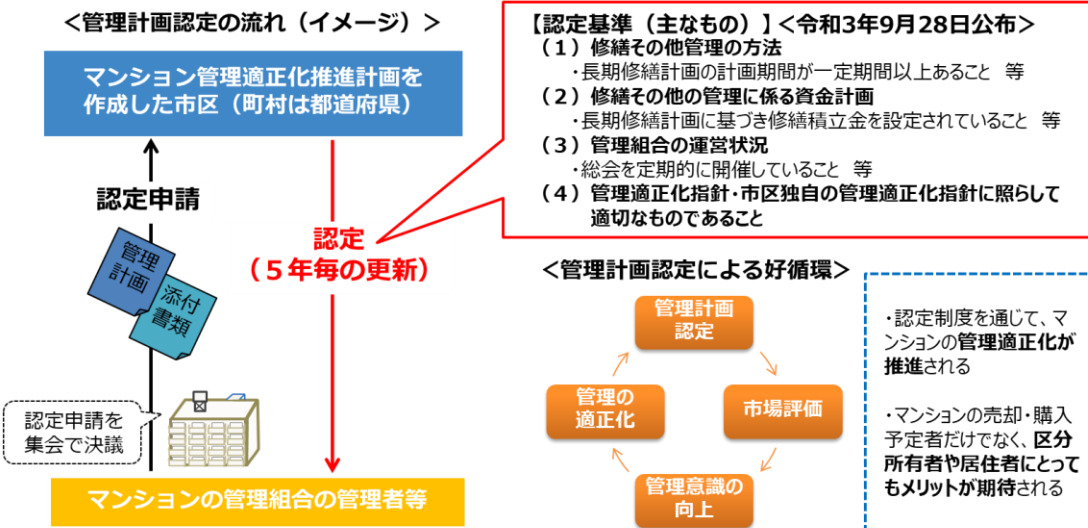 ＜管理計画認定の流れ（イメージ）＞
マンション管理適正化推進計画を
作成した市区（町村は都道府県）
認定申請
管理
計画
添付
書類
認定
（５年毎の更新）
認定申請を
集会で決議
マンションの管理組合の管理者等
【認定基準（主なもの）】＜令和3年9月28日公布＞
（１）修繕その他管理の方法
・長期修繕計画の計画期間が一定期間以上あること　等
（２）修繕その他の管理に係る資金計画
・長期修繕計画に基づき修繕積立金を設定されていること　等
（３）管理組合の運営状況
・総会を定期的に開催していること　等
（４）管理適正化指針・市区独自の管理適正化指針に照らして
適切なものであること
＜管理計画認定による好循環＞
管理計画
認定
市場評価
管理意識の
向上
管理の
適正化
・認定制度を通じて、マ
ンションの管理適正化が
推進される
・マンションの売却・購入
予定者だけでなく、区分
所有者や居住者にとって
もメリットが期待される